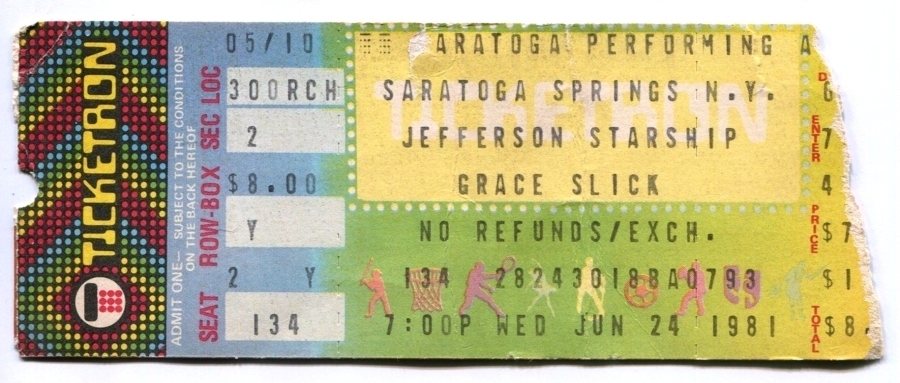 TICKETRON
ADMIT ONE— SUBJECT TO THE CONDITIONS
ON THE BACK HEREOF
SEAT ROW-BOX SEC LOC
05/10
300RCH
2
$8.00
Y
2 Y
134
ARATOGA PERFORMING A
SARATOGA SPRINGS N.Y.
JEFFERSON STARSHIP
GRACE SLICK
NO REFUNDS/EXCH.
134 28243018BAQ793
7:00P WED JUN 24 1981
TICKETRON
ENTER
PRICE
TOTAL
7
4
$7
$1
$8.